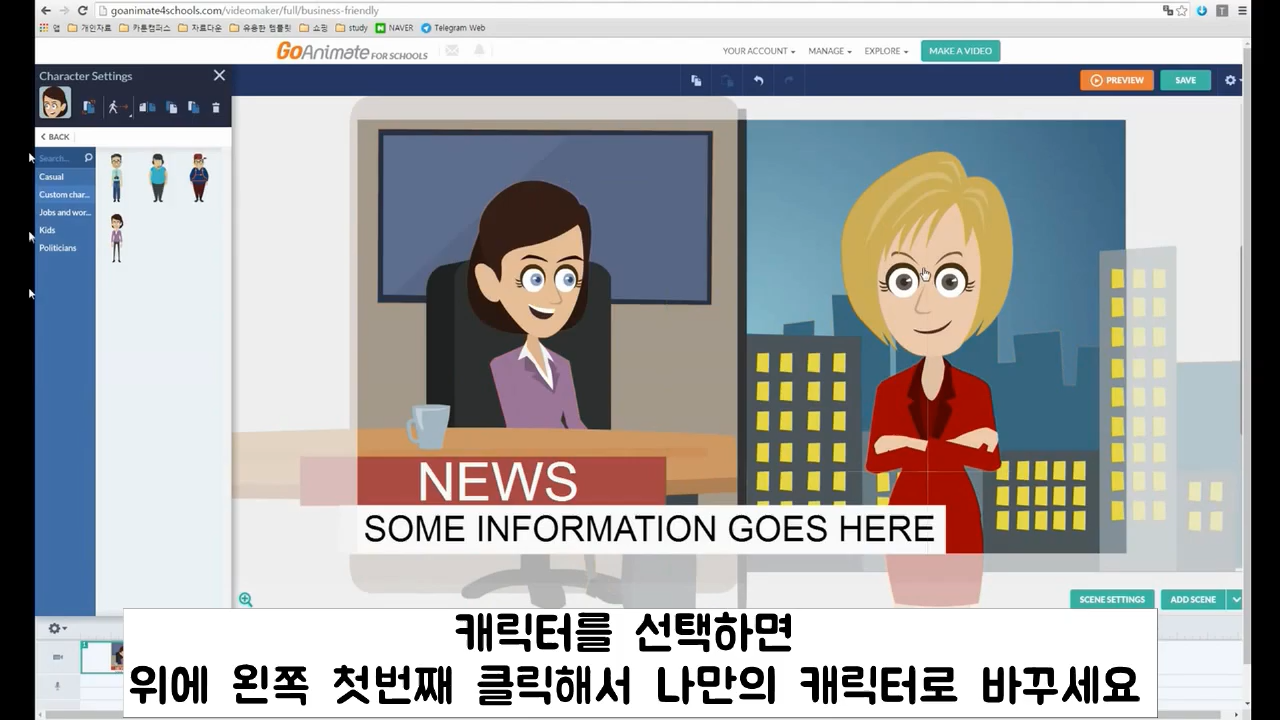 goanimate4schools.com/videomaker/full/business-friendly
앱 개인자료 카툰캠퍼스 자료다운 유용한 템플릿 쇼핑 study NAVER Telegram Web
GoAnimate FOR SCHOOLS YOUR ACCOUNT MANAGE EXPLORE MAKE A VIDEO
Character Settings
PREVIEW SAVE
BACK
Search...
Casual
Custom char...
Jobs and wor...
Kids
Politicians
NEWS
SOME INFORMATION GOES HERE
SCENE SETTINGS ADD SCENE
1
캐릭터를 선택하면
위에 왼쪽 첫번째 클릭해서 나만의 캐릭터로 바꾸세요